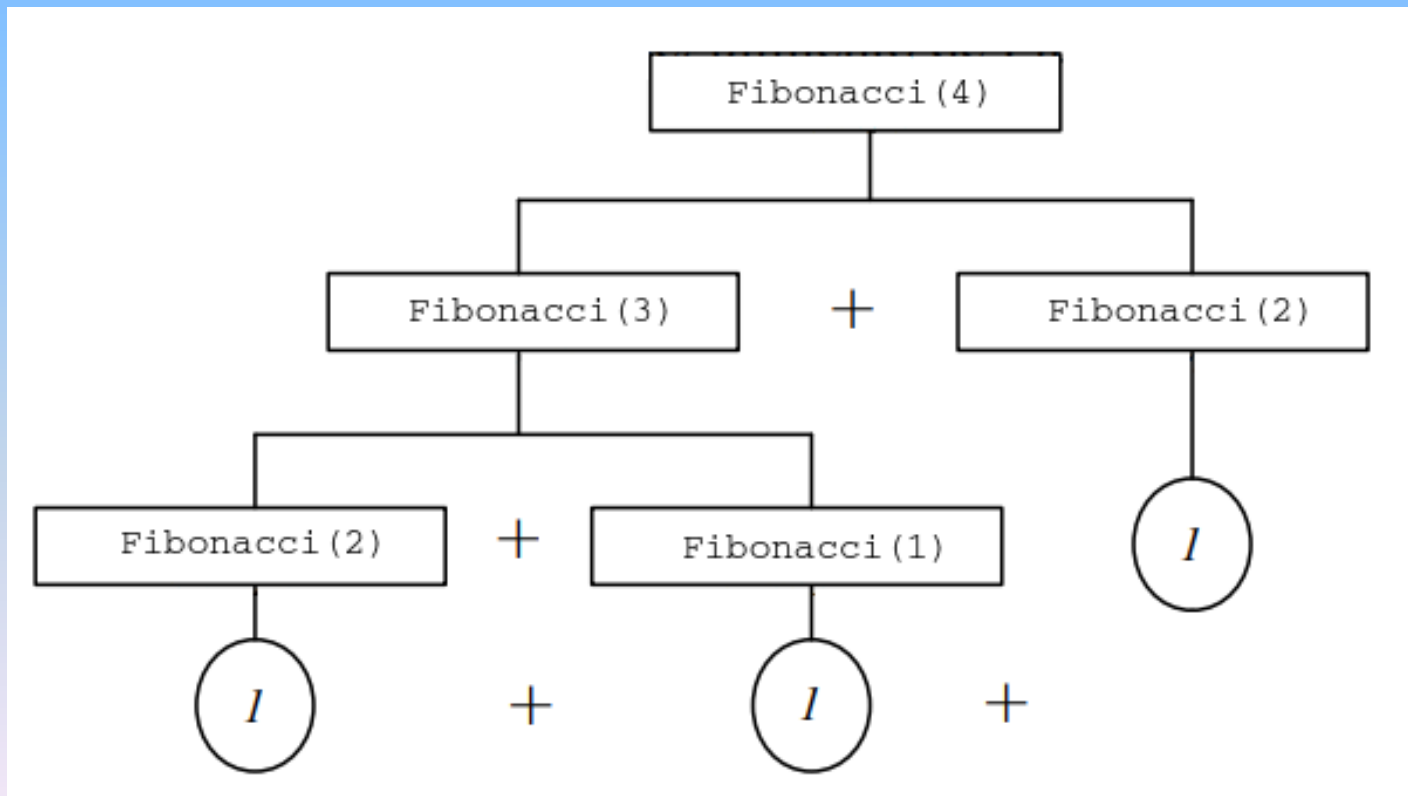 Fibonacci(4)
Fibonacci(3) + Fibonacci(2)
Fibonacci(2) + Fibonacci(1)
1
1 + 1 +